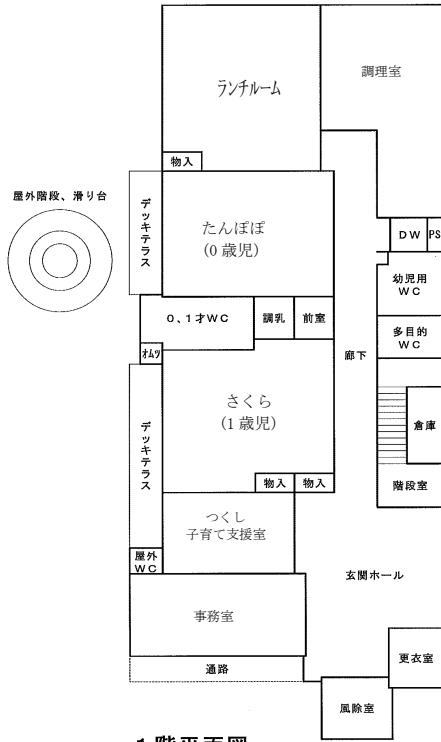 ランチルーム
調理室
物入
屋外階段、滑り台
デッキテラス
たんぽぽ
(0歳児)
DW
PS
幼児用
WC
0、1才WC
調乳
前室
多目的
WC
廊下
オムツ
さくら
(1歳児)
倉庫
デッキテラス
物入
物入
階段室
つくし
子育て支援室
屋外
WC
玄関ホール
事務室
更衣室
通路
風除室
1階平面図